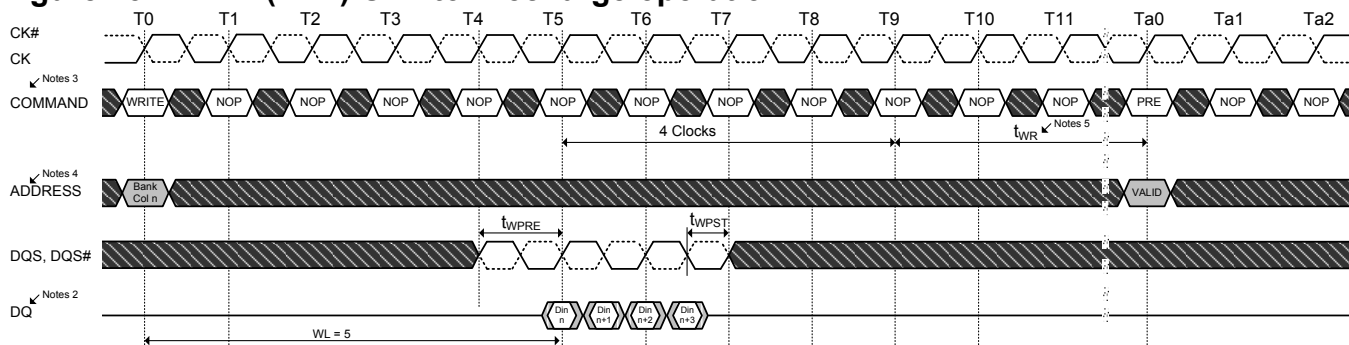 T0 T1 T2 T3 T4 T5 T6 T7 T8 T9 T10 T11 Ta0 Ta1 Ta2
CK#
CK
Notes 3
COMMAND WRITE NOP NOP NOP NOP NOP NOP NOP NOP NOP NOP NOP PRE NOP NOP
4 Clocks tWR Notes 5
Notes 4
ADDRESS Bank Col n VALID
tWPRE tWPST
DQS, DQS#
Notes 2
DQ Din n Din n+1 Din n+2 Din n+3
WL = 5